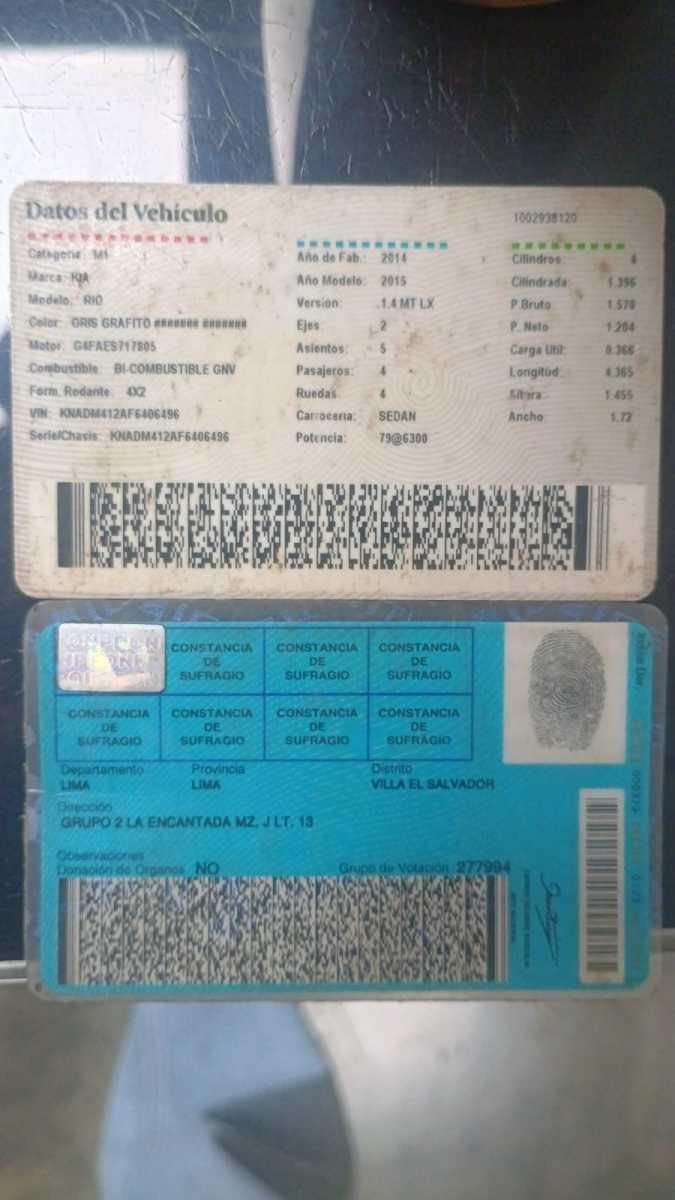 Datos del Vehículo
1002938120
Categoria: M1
Marca: KIA
Modelo: RIO
Color: GRIS GRAFITO ####### #######
Motor: G4FAES717805
Combustible: BI-COMBUSTIBLE GNV
Form. Rodante: 4X2
VIN: KNADM412AF6406496
Serie/Chasis: KNADM412AF6406496
Año de Fab.: 2014
Año Modelo: 2015
Version: .1.4 MT LX
Ejes: 2
Asientos: 5
Pasajeros: 4
Ruedas: 4
Carroceria: SEDAN
Potencia: 79@6300
Cilindros: 4
Cilindrada: 1.396
P.Bruto: 1.570
P. Neto: 1.204
Carga Util: 0.366
Longitud: 4.365
Altura: 1.455
Ancho: 1.72
CONSTANCIA DE SUFRAGIO
CONSTANCIA DE SUFRAGIO
CONSTANCIA DE SUFRAGIO
CONSTANCIA DE SUFRAGIO
CONSTANCIA DE SUFRAGIO
CONSTANCIA DE SUFRAGIO
CONSTANCIA DE SUFRAGIO
Departamento Provincia Distrito
LIMA LIMA VILLA EL SALVADOR
Dirección
GRUPO 2 LA ENCANTADA MZ. J LT. 13
Observaciones
Donación de Organos NO Grupo de Votación 277994